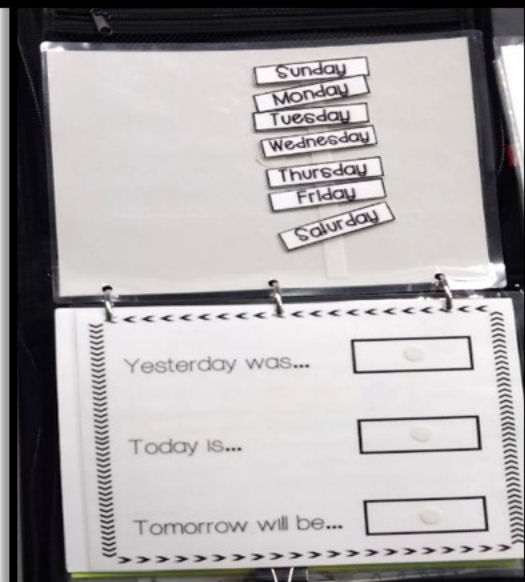 Sunday
Monday
Tuesday
Wednesday
Thursday
Friday
Saturday
Yesterday was...
Today is...
Tomorrow will be...